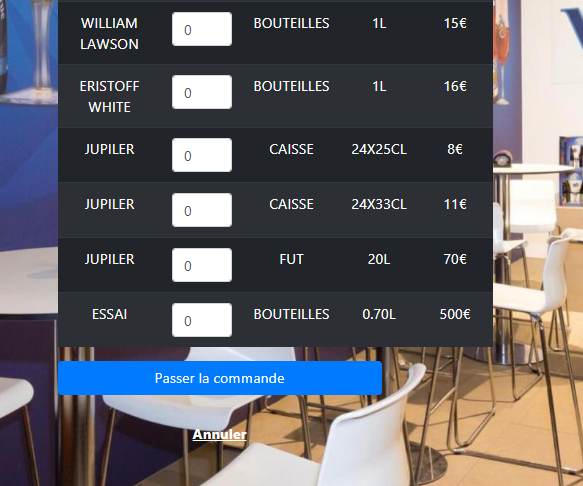 WILLIAM LAWSON 0 BOUTEILLES 1L 15€
ERISTOFF WHITE 0 BOUTEILLES 1L 16€
JUPILER 0 CAISSE 24X25CL 8€
JUPILER 0 CAISSE 24X33CL 11€
JUPILER 0 FUT 20L 70€
ESSAI 0 BOUTEILLES 0.70L 500€
Passer la commande
Annuler